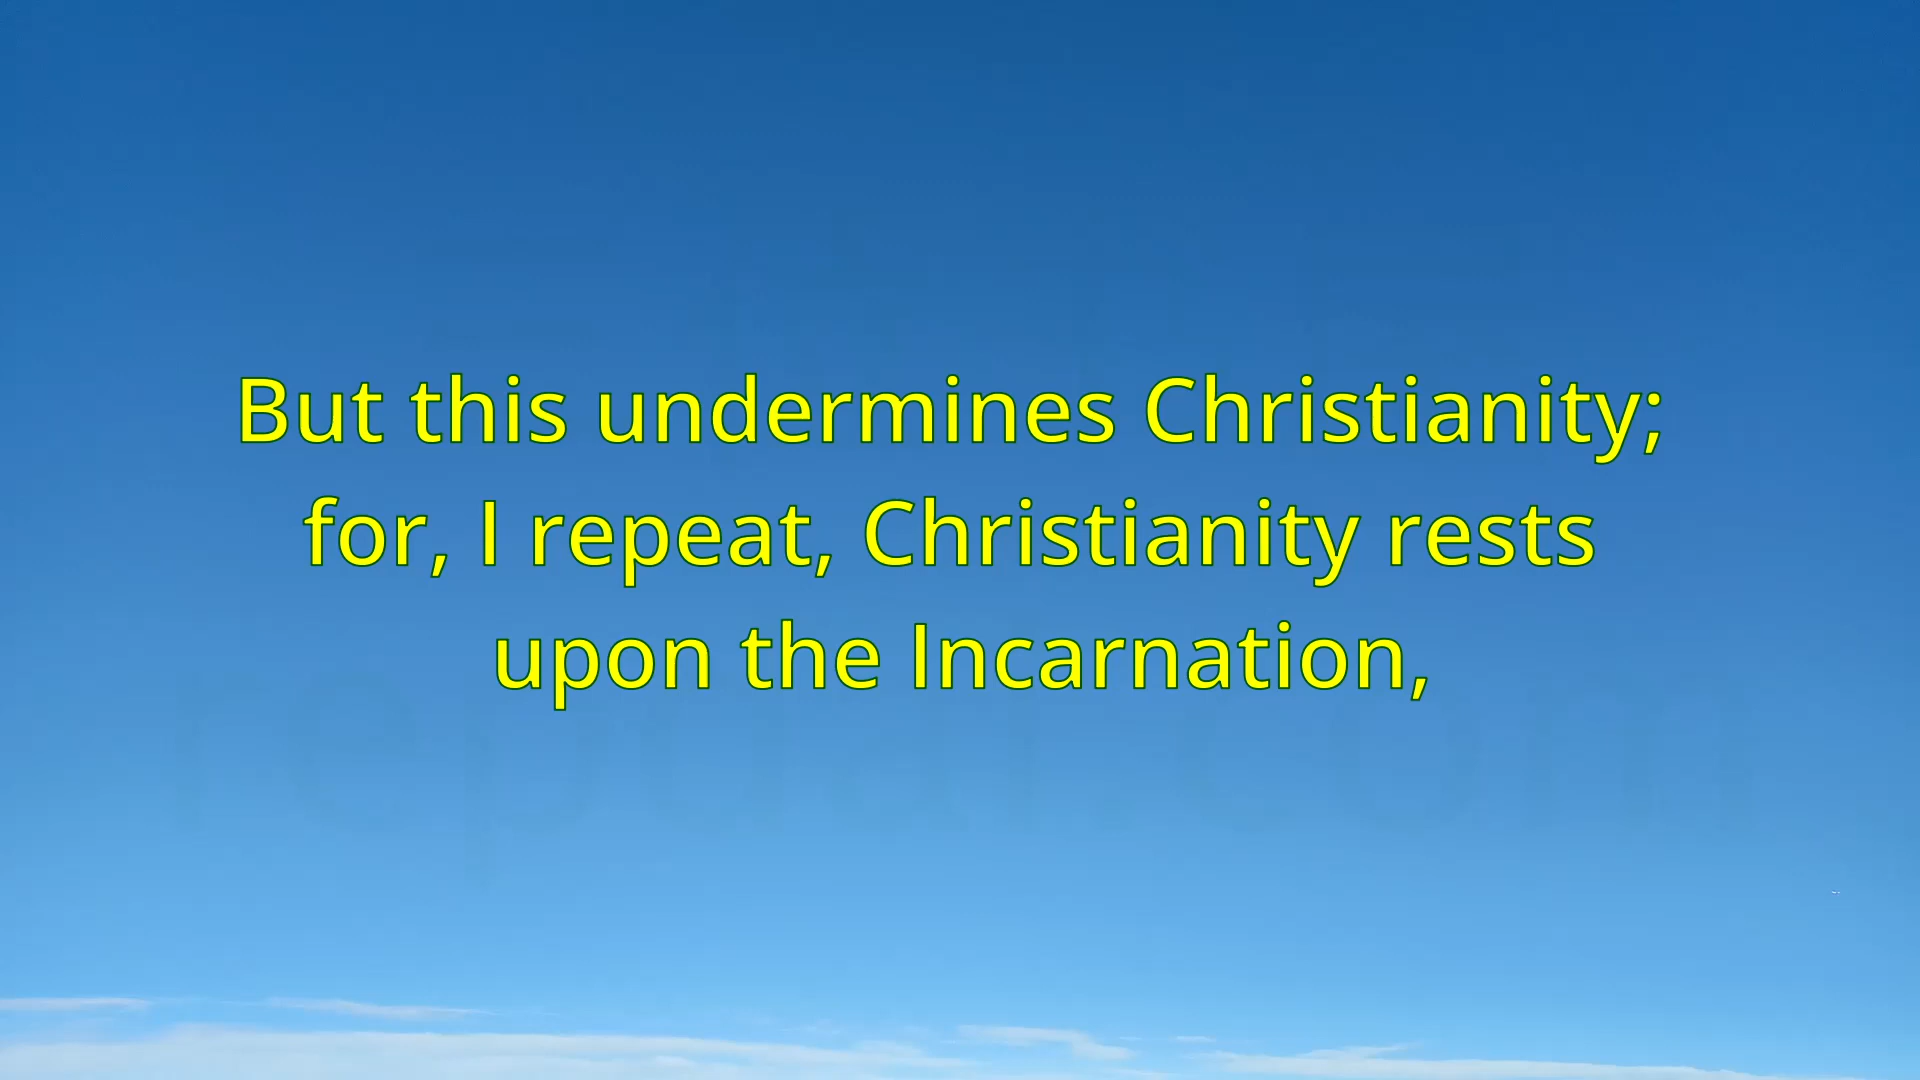 But this undermines Christianity;
for, I repeat, Christianity rests
upon the Incarnation,